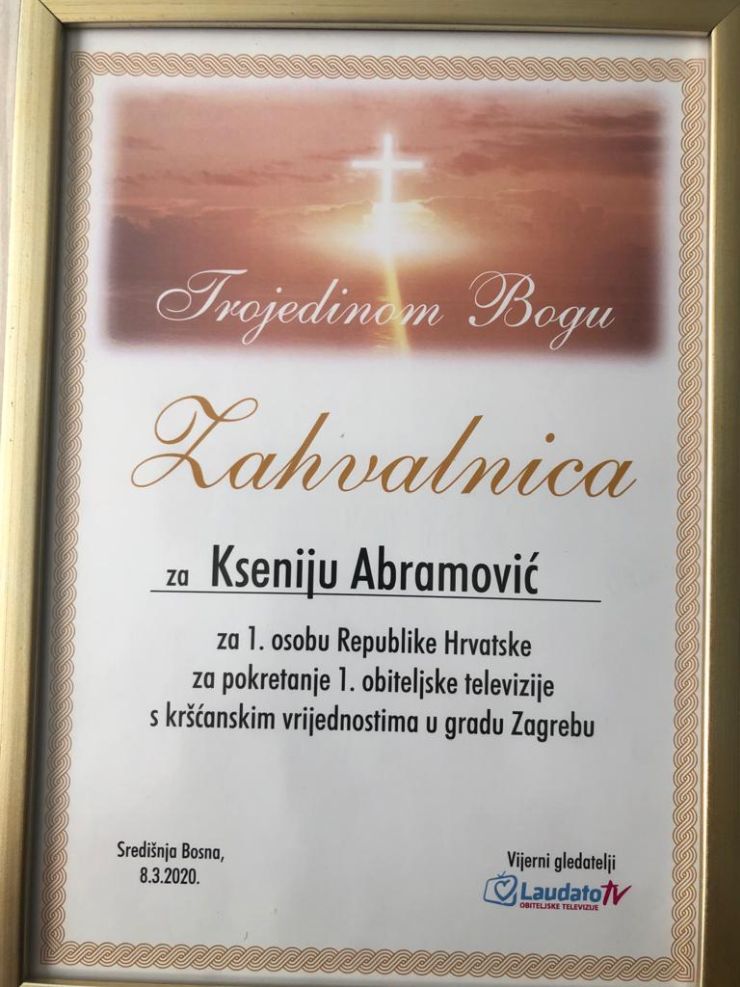 Trojedinom Bogu
Zahvalnica
za Kseniju Abramović
za 1. osobu Republike Hrvatske
za pokretanje 1. obiteljske televizije
s kršćanskim vrijednostima u gradu Zagrebu
Središnja Bosna,
8.3.2020.
Vijerni gledatelji
LaudatoTV
OBITELJSKE TELEVIZIJE